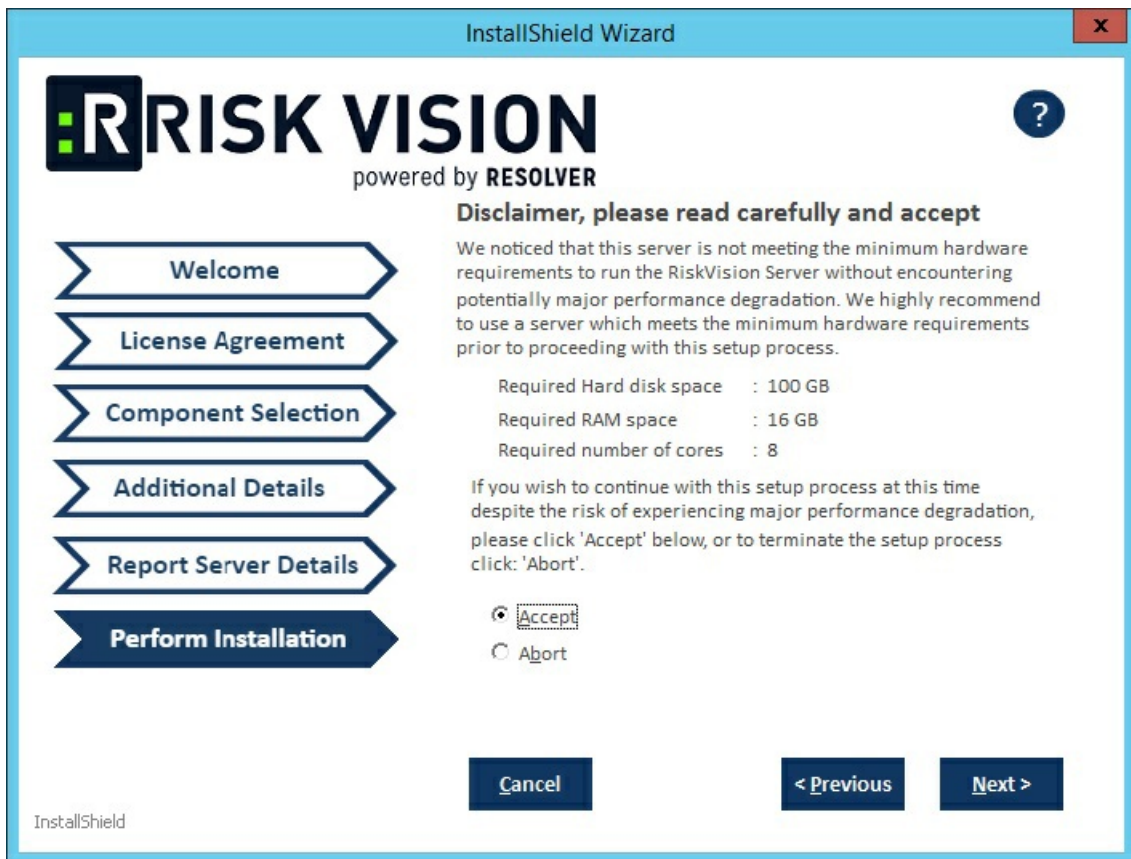 InstallShield Wizard
x
:R RISK VISION
powered by RESOLVER
?
Welcome
License Agreement
Component Selection
Additional Details
Report Server Details
Perform Installation
Disclaimer, please read carefully and accept
We noticed that this server is not meeting the minimum hardware
requirements to run the RiskVision Server without encountering
potentially major performance degradation. We highly recommend
to use a server which meets the minimum hardware requirements
prior to proceeding with this setup process.
Required Hard disk space : 100 GB
Required RAM space : 16 GB
Required number of cores : 8
If you wish to continue with this setup process at this time
despite the risk of experiencing major performance degradation,
please click 'Accept' below, or to terminate the setup process
click: 'Abort'.
Accept
Abort
Cancel
< Previous
Next >
InstallShield